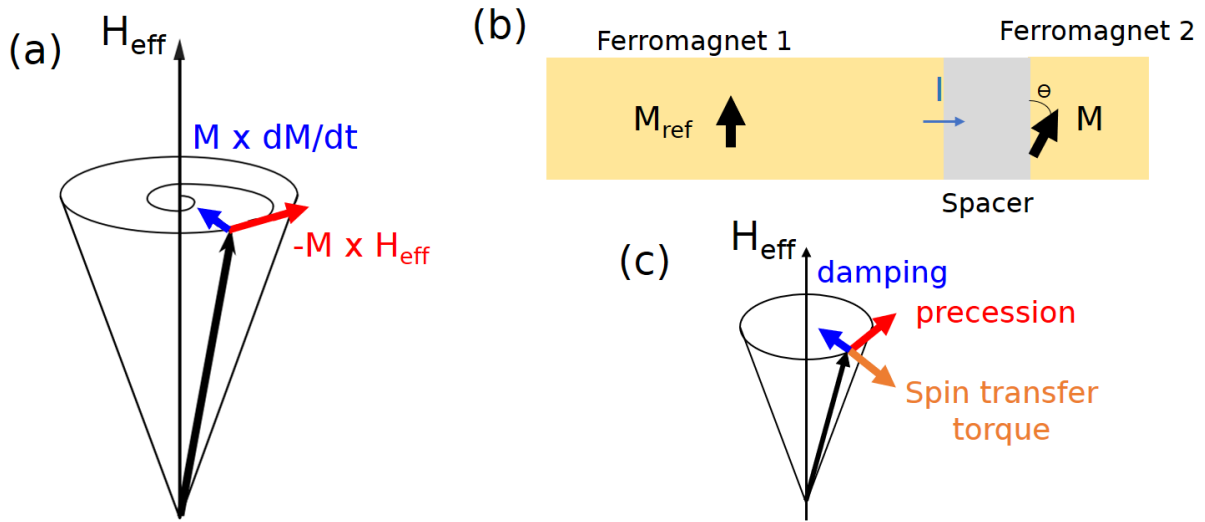 (a)
H_eff
M x dM/dt
-M x H_eff
(b)
Ferromagnet 1
Ferromagnet 2
M_ref
I
Θ
M
Spacer
(c)
H_eff
damping
precession
Spin transfer
torque